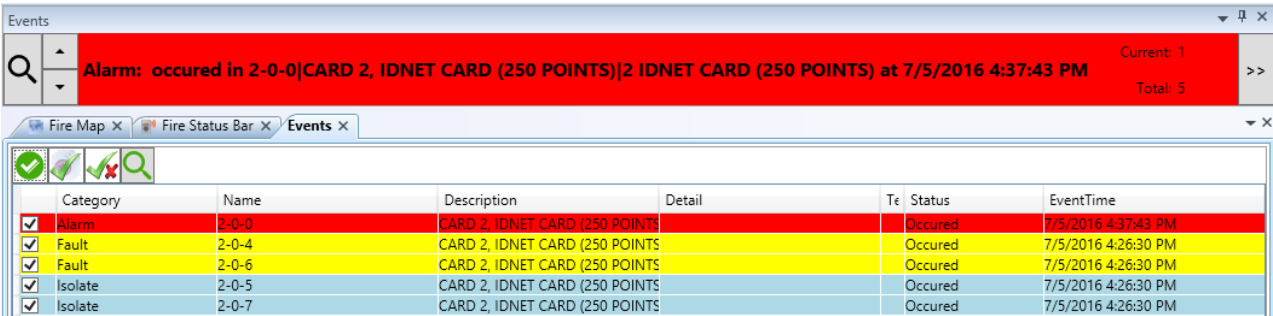 Events
Current: 1
Alarm: occured in 2-0-0|CARD 2, IDNET CARD (250 POINTS)|2 IDNET CARD (250 POINTS) at 7/5/2016 4:37:43 PM
>>
Total: 5
Fire Map Fire Status Bar Events
Category Name Description Detail Te Status EventTime
Alarm 2-0-0 CARD 2, IDNET CARD (250 POINTS Occured 7/5/2016 4:37:43 PM
Fault 2-0-4 CARD 2, IDNET CARD (250 POINTS Occured 7/5/2016 4:26:30 PM
Fault 2-0-6 CARD 2, IDNET CARD (250 POINTS Occured 7/5/2016 4:26:30 PM
Isolate 2-0-5 CARD 2, IDNET CARD (250 POINTS Occured 7/5/2016 4:26:30 PM
Isolate 2-0-7 CARD 2, IDNET CARD (250 POINTS Occured 7/5/2016 4:26:30 PM